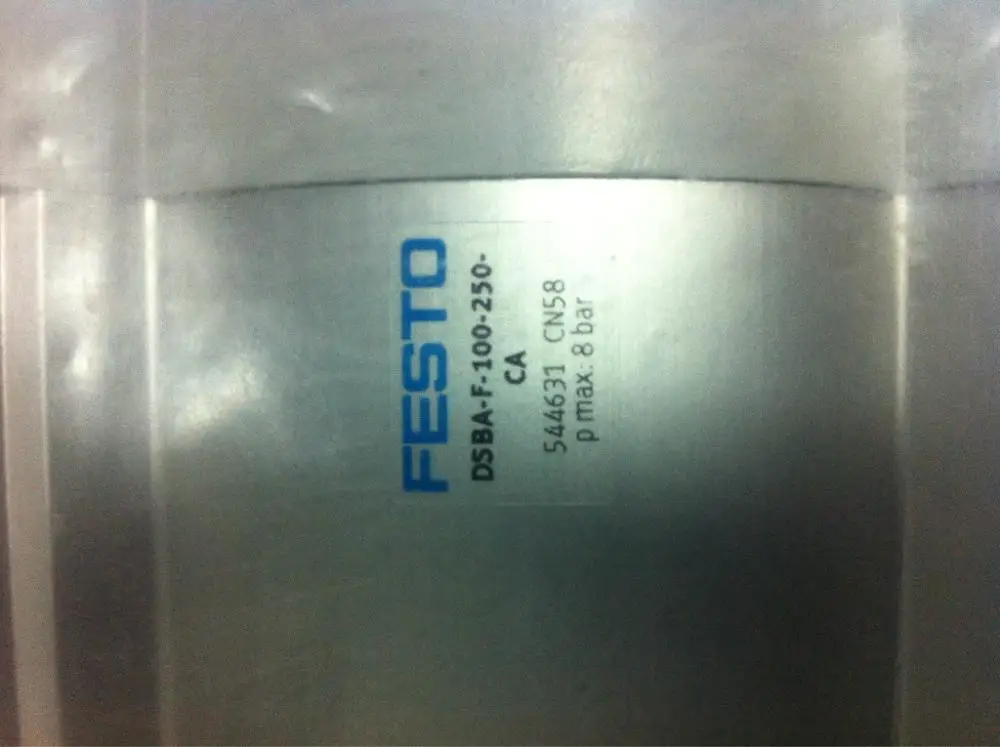 FESTO
DSBA-F-100-250-
CA
544631 CN58
p max: 8 bar